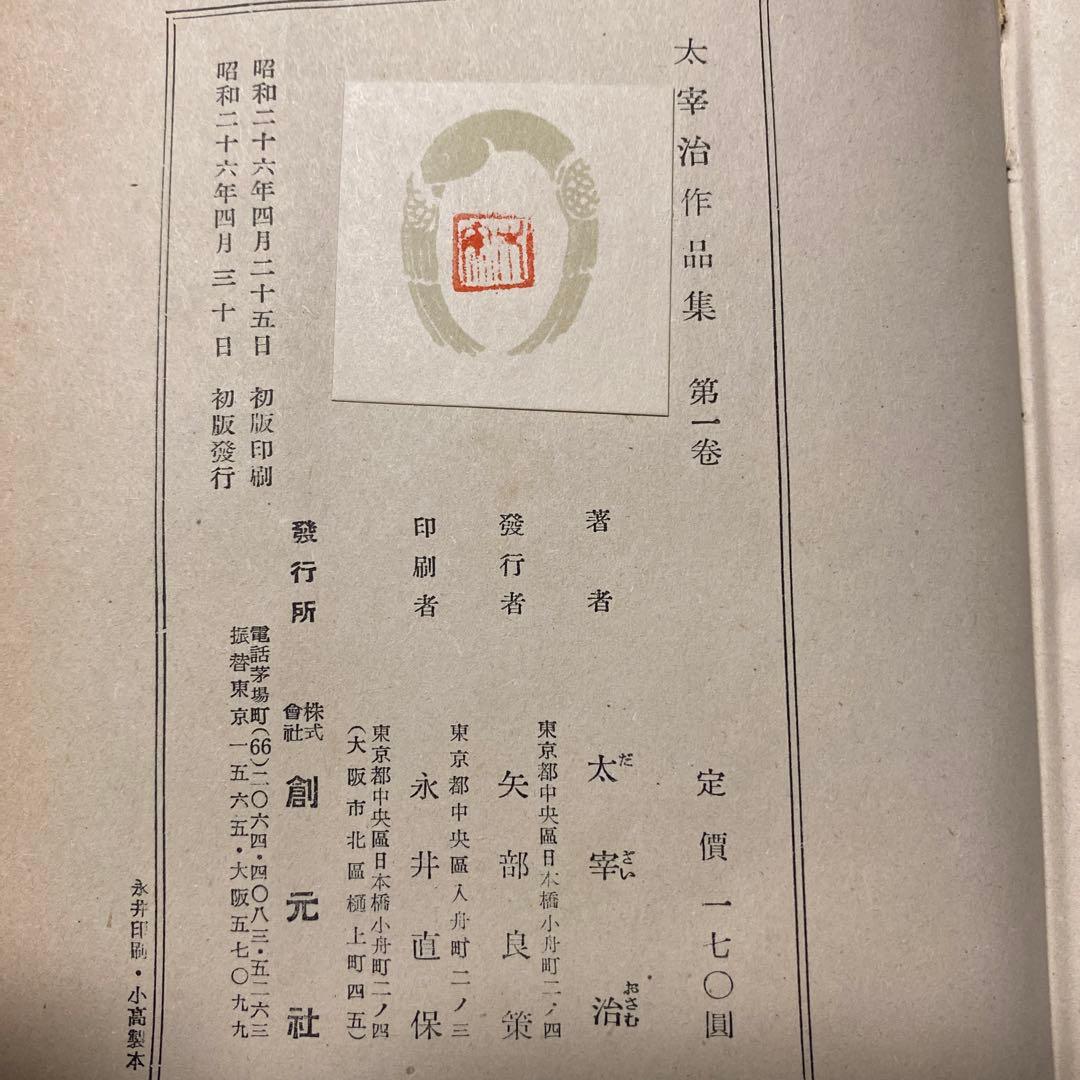 太宰治作品集 第一卷
定價 一七〇圓
著者 太宰治
だざいおさむ
東京都中央區日本橋小舟町二ノ四
發行者 矢部良策
東京都中央區入舟町二ノ三
印刷者 永井直保
東京都中央區日本橋小舟町二ノ四
(大阪市北區樋上町四五)
發行所 株式會社 創元社
電話茅場町(66)二〇六四・四〇八三・五二六三
振替東京一五六五・大阪五七〇九九
昭和二十六年四月二十五日 初版印刷
昭和二十六年四月三十日 初版發行
永井印刷・小高製本